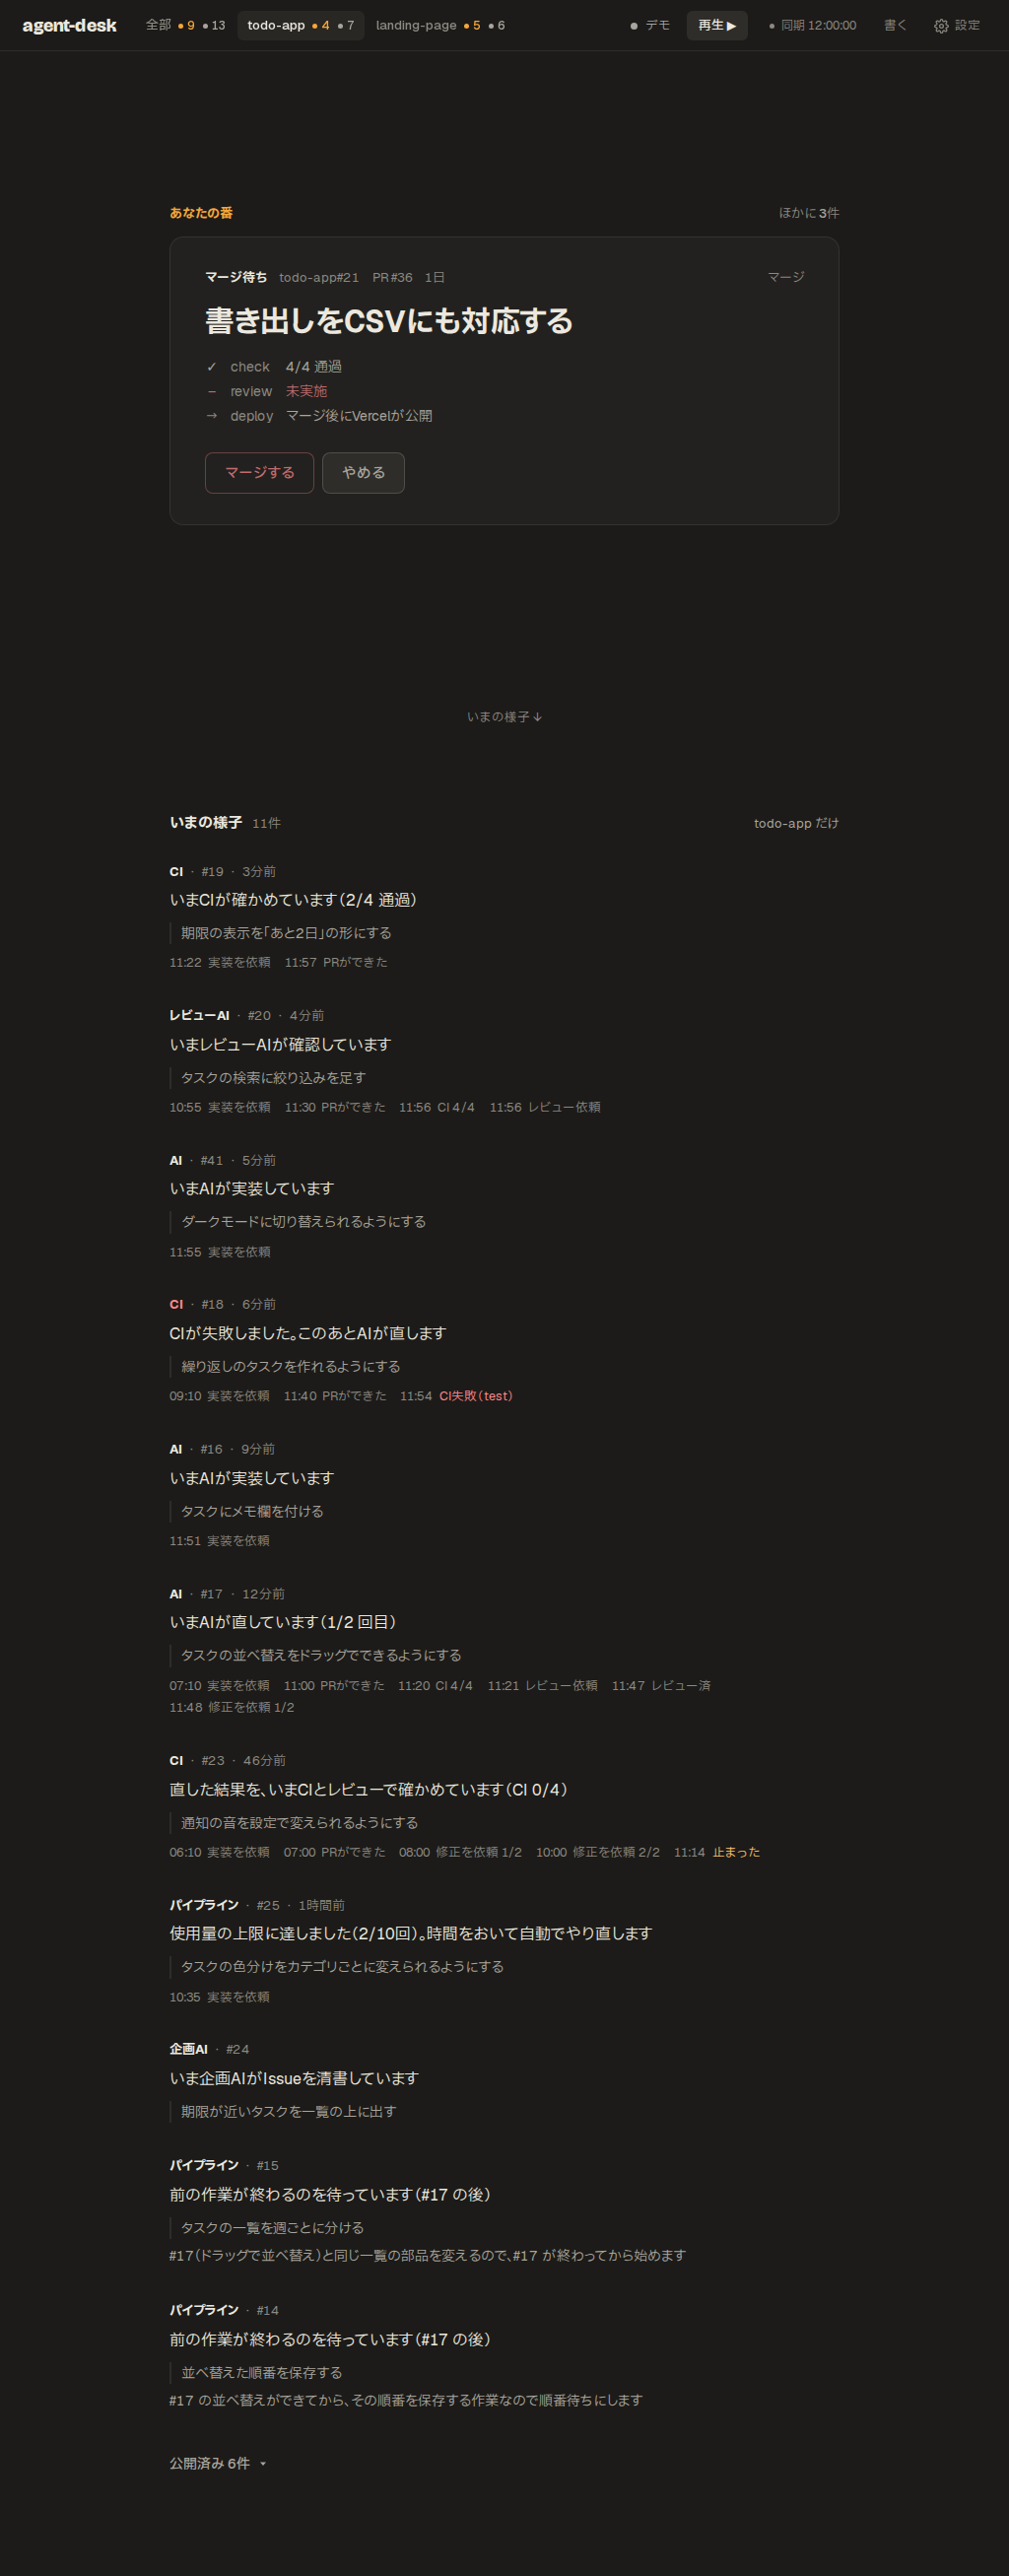 agent-desk 全部 9 13 todo-app 4 7 landing-page 5 6 デモ 再生 ▶ 同期 12:00:00 書く 設定
あなたの番 ほかに 3件
マージ待ち todo-app#21 PR #36 1日 マージ
書き出しをCSVにも対応する
✓ check 4/4 通過
– review 未実施
→ deploy マージ後にVercelが公開
マージする やめる
いまの様子 ↓
いまの様子 11件 todo-app だけ
CI · #19 · 3分前
いまCIが確かめています(2/4 通過)
期限の表示を「あと2日」の形にする
11:22 実装を依頼 11:57 PRができた
レビューAI · #20 · 4分前
いまレビューAIが確認しています
タスクの検索に絞り込みを足す
10:55 実装を依頼 11:30 PRができた 11:56 CI 4/4 11:56 レビュー依頼
AI · #41 · 5分前
いまAIが実装しています
ダークモードに切り替えられるようにする
11:55 実装を依頼
CI · #18 · 6分前
CIが失敗しました。このあとAIが直します
繰り返しのタスクを作れるようにする
09:10 実装を依頼 11:40 PRができた 11:54 CI失敗(test)
AI · #16 · 9分前
いまAIが実装しています
タスクにメモ欄を付ける
11:51 実装を依頼
AI · #17 · 12分前
いまAIが直しています(1/2 回目)
タスクの並べ替えをドラッグでできるようにする
07:10 実装を依頼 11:00 PRができた 11:20 CI 4/4 11:21 レビュー依頼 11:47 レビュー済
11:48 修正を依頼 1/2
CI · #23 · 46分前
直した結果を、いまCIとレビューで確かめています(CI 0/4)
通知の音を設定で変えられるようにする
06:10 実装を依頼 07:00 PRができた 08:00 修正を依頼 1/2 10:00 修正を依頼 2/2 11:14 止まった
パイプライン · #25 · 1時間前
使用量の上限に達しました(2/10回)。時間をおいて自動でやり直します
タスクの色分けをカテゴリごとに変えられるようにする
10:35 実装を依頼
企画AI · #24
いま企画AIがIssueを清書しています
期限が近いタスクを一覧の上に出す
パイプライン · #15
前の作業が終わるのを待っています(#17 の後)
タスクの一覧を週ごとに分ける
#17(ドラッグで並べ替え)と同じ一覧の部品を変えるので、#17 が終わってから始めます
パイプライン · #14
前の作業が終わるのを待っています(#17 の後)
並べ替えた順番を保存する
#17 の並べ替えができてから、その順番を保存する作業なので順番待ちにします
公開済み 6件